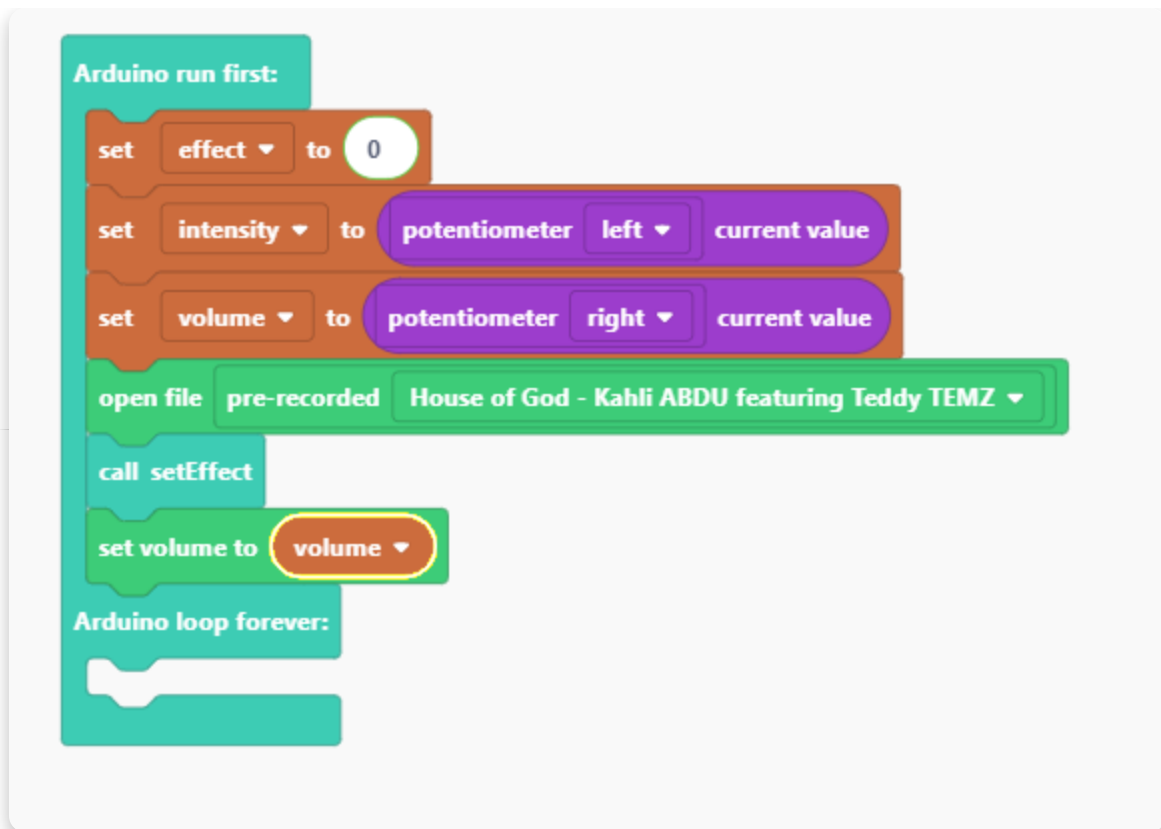 Arduino run first:
set effect to 0
set intensity to potentiometer left current value
set volume to potentiometer right current value
open file pre-recorded House of God - Kahli ABDU featuring Teddy TEMZ
call setEffect
set volume to volume
Arduino loop forever: